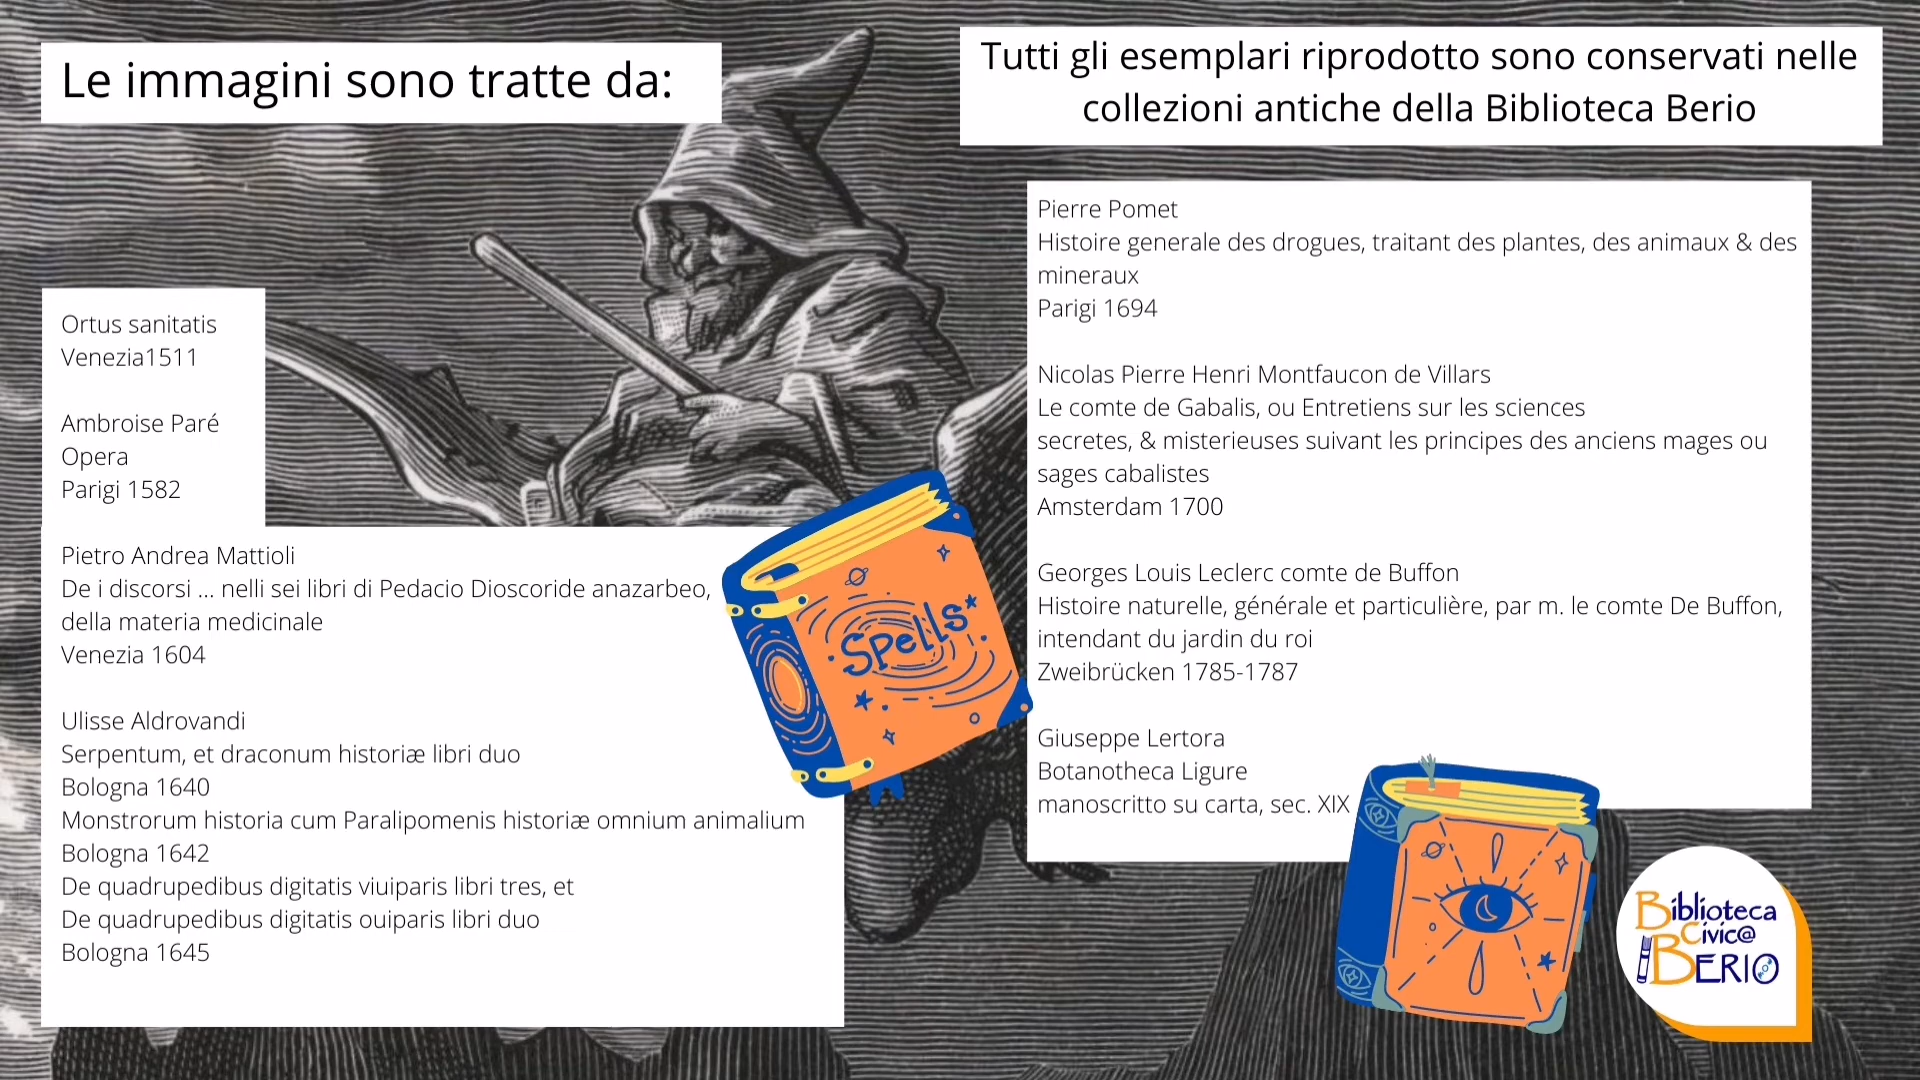 Le immagini sono tratte da:
Ortus sanitatis
Venezia1511
Ambroise Paré
Opera
Parigi 1582
Pietro Andrea Mattioli
De i discorsi ... nelli sei libri di Pedacio Dioscoride anazarbeo,
della materia medicinale
Venezia 1604
Ulisse Aldrovandi
Serpentum, et draconum historiæ libri duo
Bologna 1640
Monstrorum historia cum Paralipomenis historiæ omnium animalium
Bologna 1642
De quadrupedibus digitatis viuiparis libri tres, et
De quadrupedibus digitatis ouiparis libri duo
Bologna 1645
Spells
Tutti gli esemplari riprodotto sono conservati nelle
collezioni antiche della Biblioteca Berio
Pierre Pomet
Histoire generale des drogues, traitant des plantes, des animaux & des
mineraux
Parigi 1694
Nicolas Pierre Henri Montfaucon de Villars
Le comte de Gabalis, ou Entretiens sur les sciences
secretes, & misterieuses suivant les principes des anciens mages ou
sages cabalistes
Amsterdam 1700
Georges Louis Leclerc comte de Buffon
Histoire naturelle, générale et particulière, par m. le comte De Buffon,
intendant du jardin du roi
Zweibrücken 1785-1787
Giuseppe Lertora
Botanotheca Ligure
manoscritto su carta, sec. XIX
Biblioteca
Civic@
BERIO